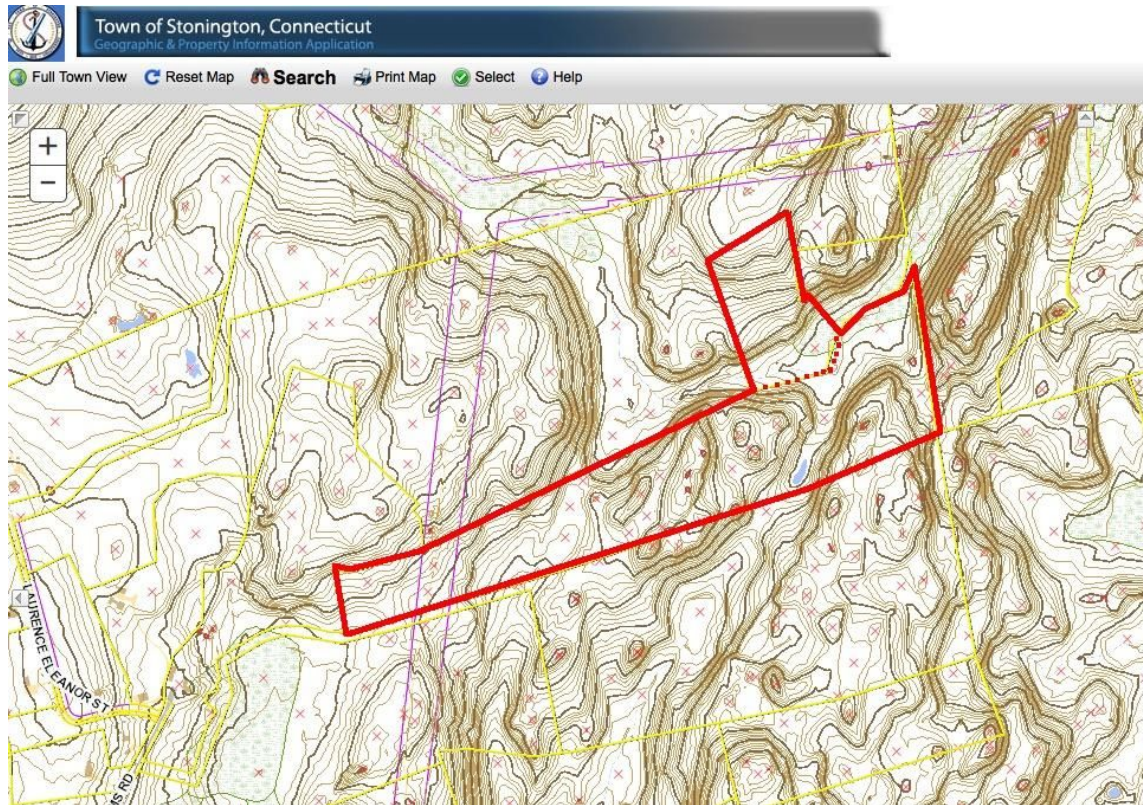 Town of Stonington, Connecticut
Geographic & Property Information Application
Full Town View Reset Map Search Print Map Select Help
+
−
LAURENCE ELEANOR ST
MS RD